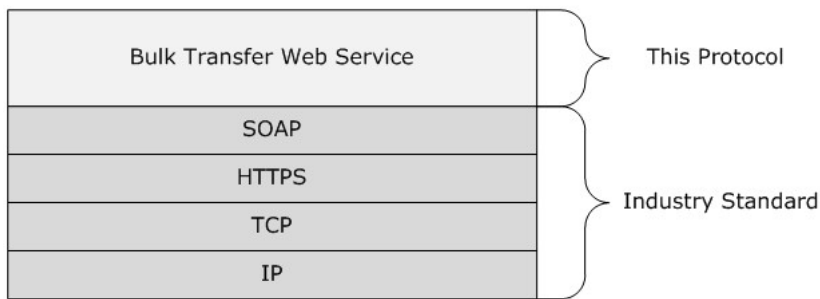 Bulk Transfer Web Service
This Protocol
SOAP
HTTPS
TCP
IP
Industry Standard